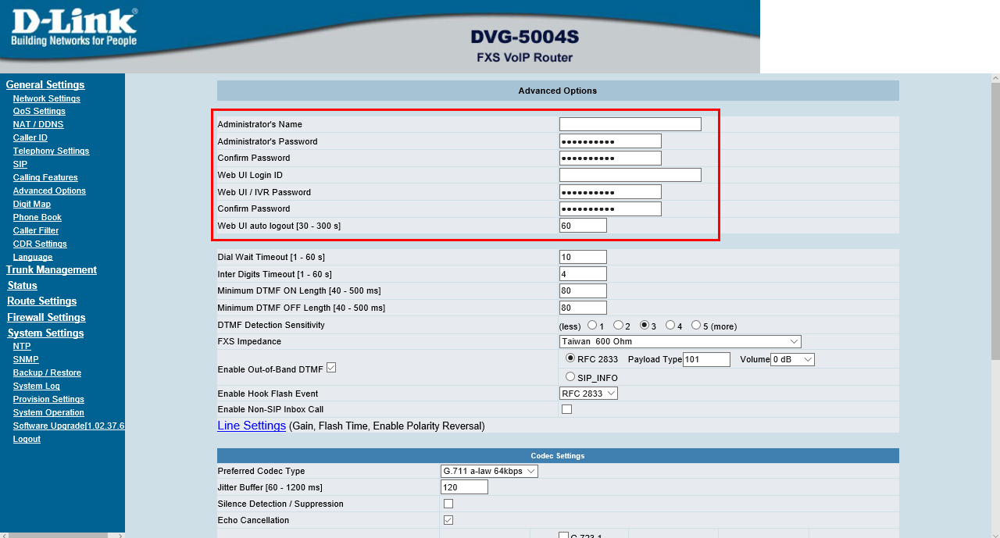 D-Link®
Building Networks for People
DVG-5004S
FXS VoIP Router
General Settings
Network Settings
QoS Settings
NAT / DDNS
Caller ID
Telephony Settings
SIP
Calling Features
Advanced Options
Digit Map
Phone Book
Caller Filter
CDR Settings
Language
Trunk Management
Status
Route Settings
Firewall Settings
System Settings
NTP
SNMP
Backup / Restore
System Log
Provision Settings
System Operation
Software Upgrade[1.02.37.6
Logout
Advanced Options
Administrator's Name
Administrator's Password ••••••••••
Confirm Password ••••••••••
Web UI Login ID
Web UI / IVR Password ••••••••••
Confirm Password ••••••••••
Web UI auto logout [30 - 300 s] 60
Dial Wait Timeout [1 - 60 s] 10
Inter Digits Timeout [1 - 60 s] 4
Minimum DTMF ON Length [40 - 500 ms] 80
Minimum DTMF OFF Length [40 - 500 ms] 80
DTMF Detection Sensitivity (less) 1 2 3 4 5 (more)
FXS Impedance Taiwan 600 Ohm
Enable Out-of-Band DTMF RFC 2833 Payload Type 101 Volume 0 dB
SIP_INFO
Enable Hook Flash Event RFC 2833
Enable Non-SIP Inbox Call
Line Settings (Gain, Flash Time, Enable Polarity Reversal)
Codec Settings
Preferred Codec Type G.711 a-law 64kbps
Jitter Buffer [60 - 1200 ms] 120
Silence Detection / Suppression
Echo Cancellation
G.723.1